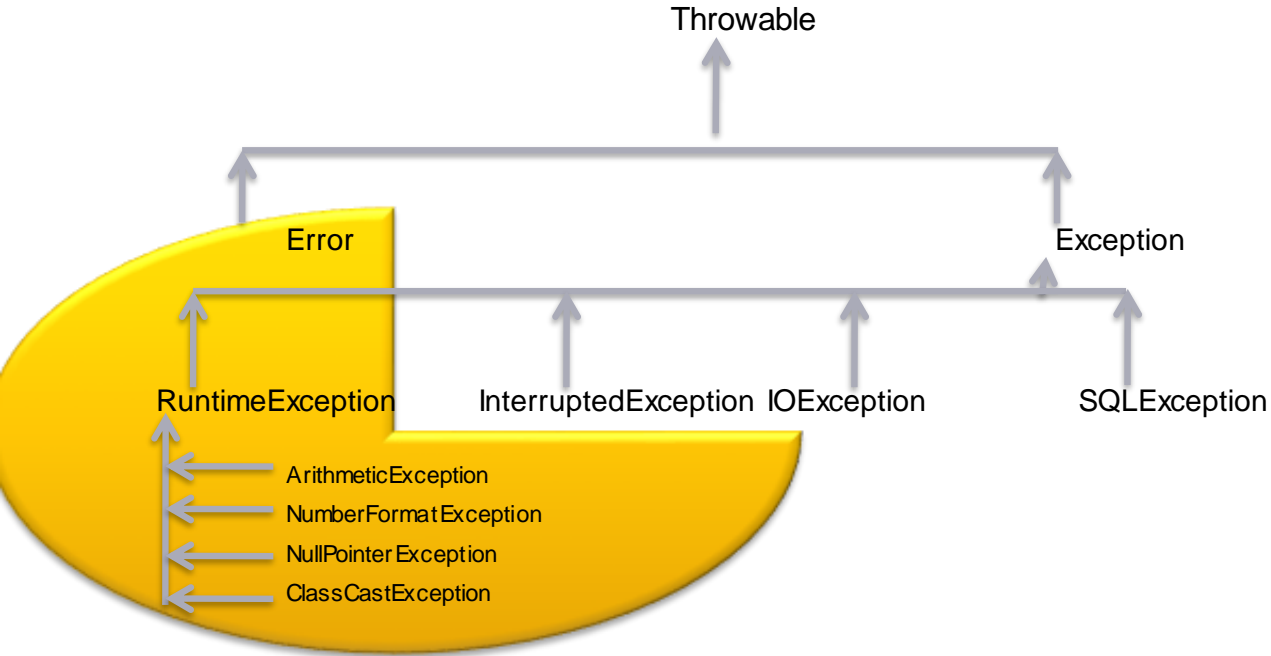 Throwable
Error
Exception
RuntimeException
InterruptedException
IOException
SQLException
ArithmeticException
NumberFormatException
NullPointerException
ClassCastException